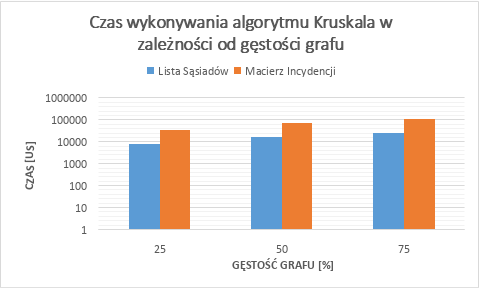 Czas wykonywania algorytmu Kruskala w
zależności od gęstości grafu
Lista Sąsiadów Macierz Incydencji
CZAS [US]
1000000
100000
10000
1000
100
10
1
25 50 75
GĘSTOŚĆ GRAFU [%]